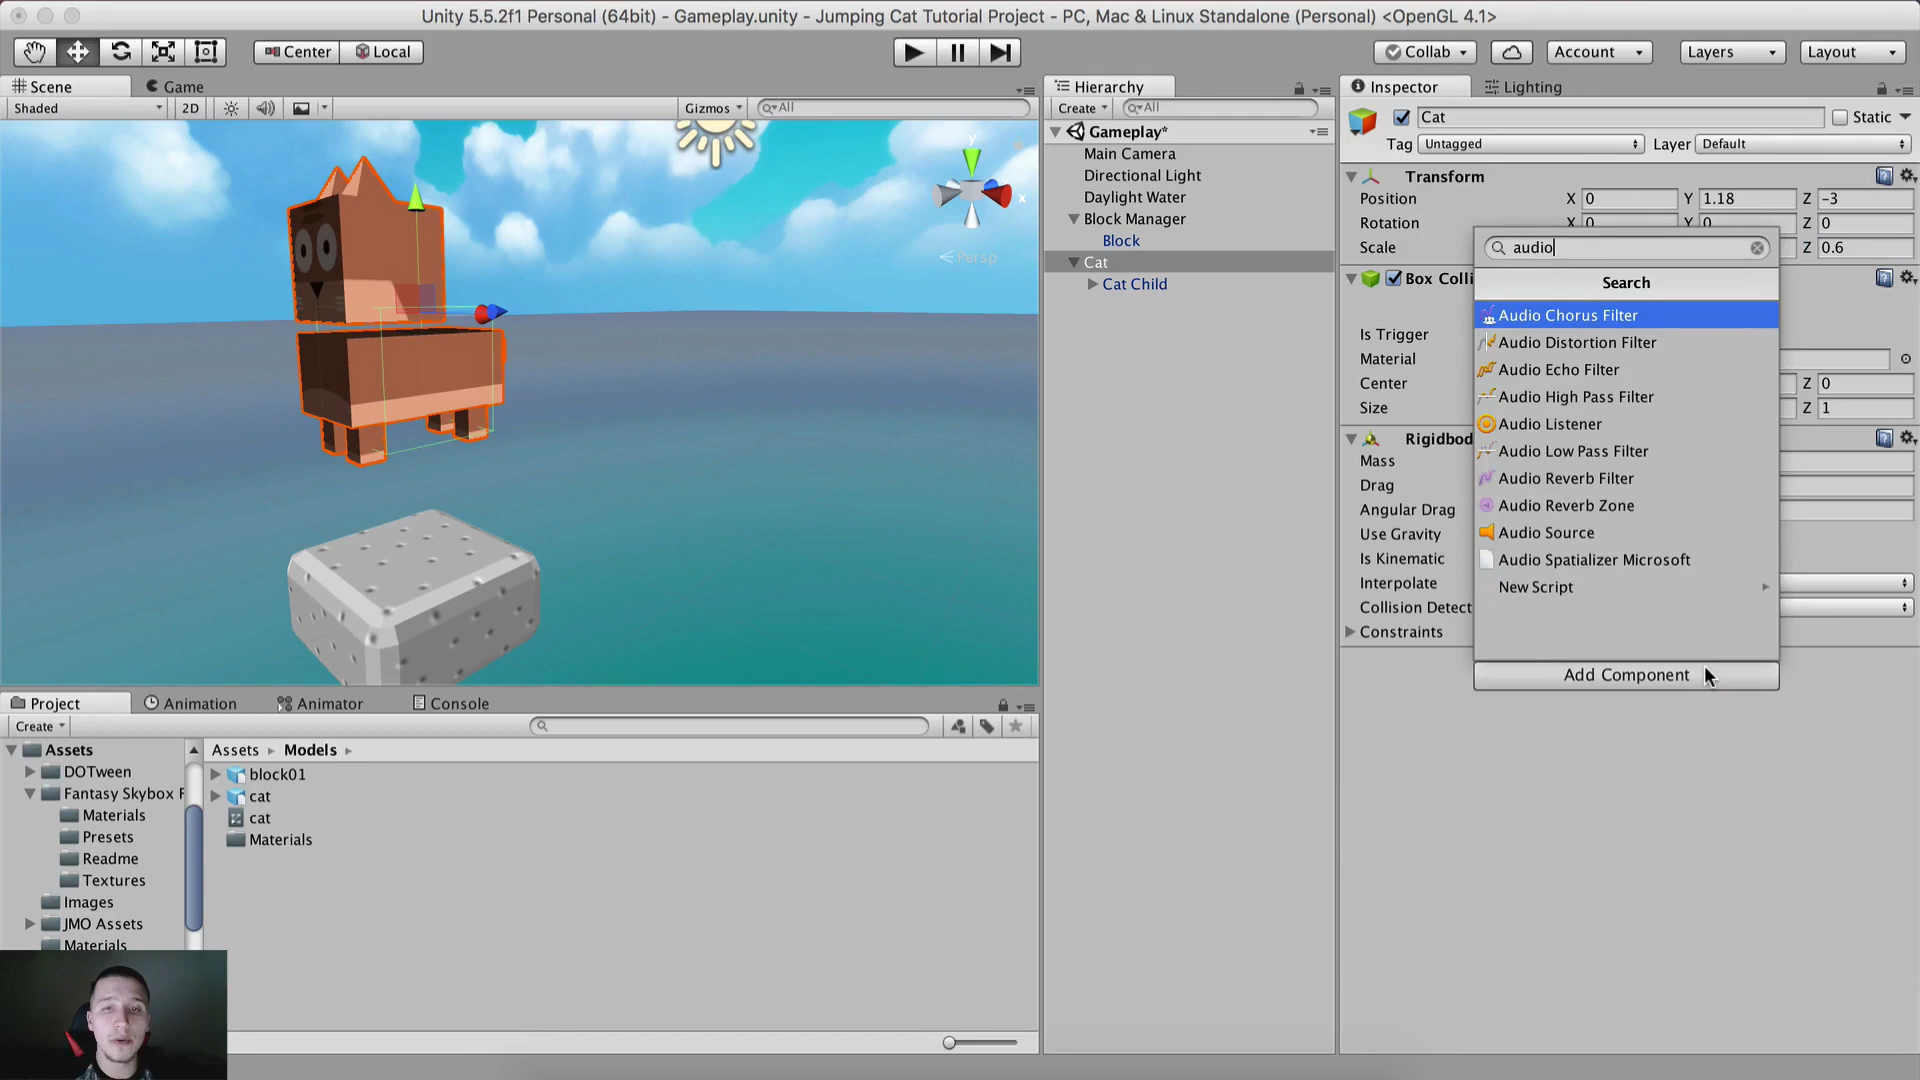 Unity 5.5.2f1 Personal (64bit) - Gameplay.unity - Jumping Cat Tutorial Project - PC, Mac & Linux Standalone (Personal) <OpenGL 4.1>
Center Local Collab Account Layers Layout
Scene Game
Shaded 2D Gizmos All
y
x
Persp
Hierarchy
Create All
Gameplay*
Main Camera
Directional Light
Daylight Water
Block Manager
Block
Cat
Cat Child
Inspector Lighting
Cat Static
Tag Untagged Layer Default
Transform
Position X 0 Y 1.18 Z -3
Rotation X 0 Y 0 Z 0
Scale Z 0.6
Box Colli
Is Trigger
Material
Center Z 0
Size Z 1
Rigidbod
Mass
Drag
Angular Drag
Use Gravity
Is Kinematic
Interpolate
Collision Detect
Constraints
audio
Search
Audio Chorus Filter
Audio Distortion Filter
Audio Echo Filter
Audio High Pass Filter
Audio Listener
Audio Low Pass Filter
Audio Reverb Filter
Audio Reverb Zone
Audio Source
Audio Spatializer Microsoft
New Script
Add Component
Project Animation Animator Console
Create
Assets
DOTween
Fantasy Skybox F
Materials
Presets
Readme
Textures
Images
JMO Assets
Materials
Assets Models
block01
cat
cat
Materials